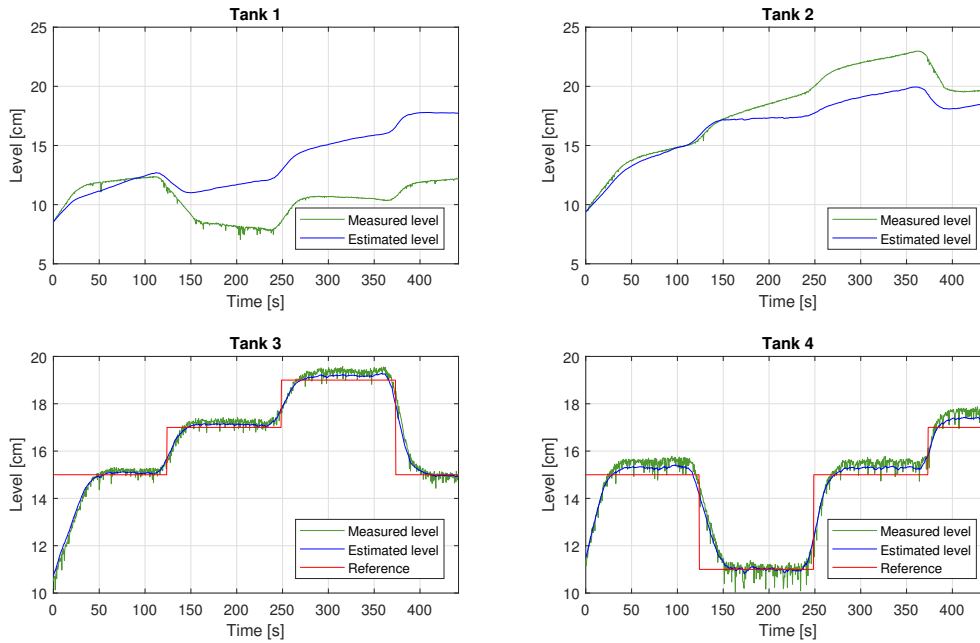 Tank 1
25
20
15
10
5
Level [cm]
Measured level
Estimated level
0 50 100 150 200 250 300 350 400
Time [s]
Tank 2
25
20
15
10
5
Level [cm]
Measured level
Estimated level
0 50 100 150 200 250 300 350 400
Time [s]
Tank 3
20
18
16
14
12
10
Level [cm]
Measured level
Estimated level
Reference
0 50 100 150 200 250 300 350 400
Time [s]
Tank 4
20
18
16
14
12
10
Level [cm]
Measured level
Estimated level
Reference
0 50 100 150 200 250 300 350 400
Time [s]